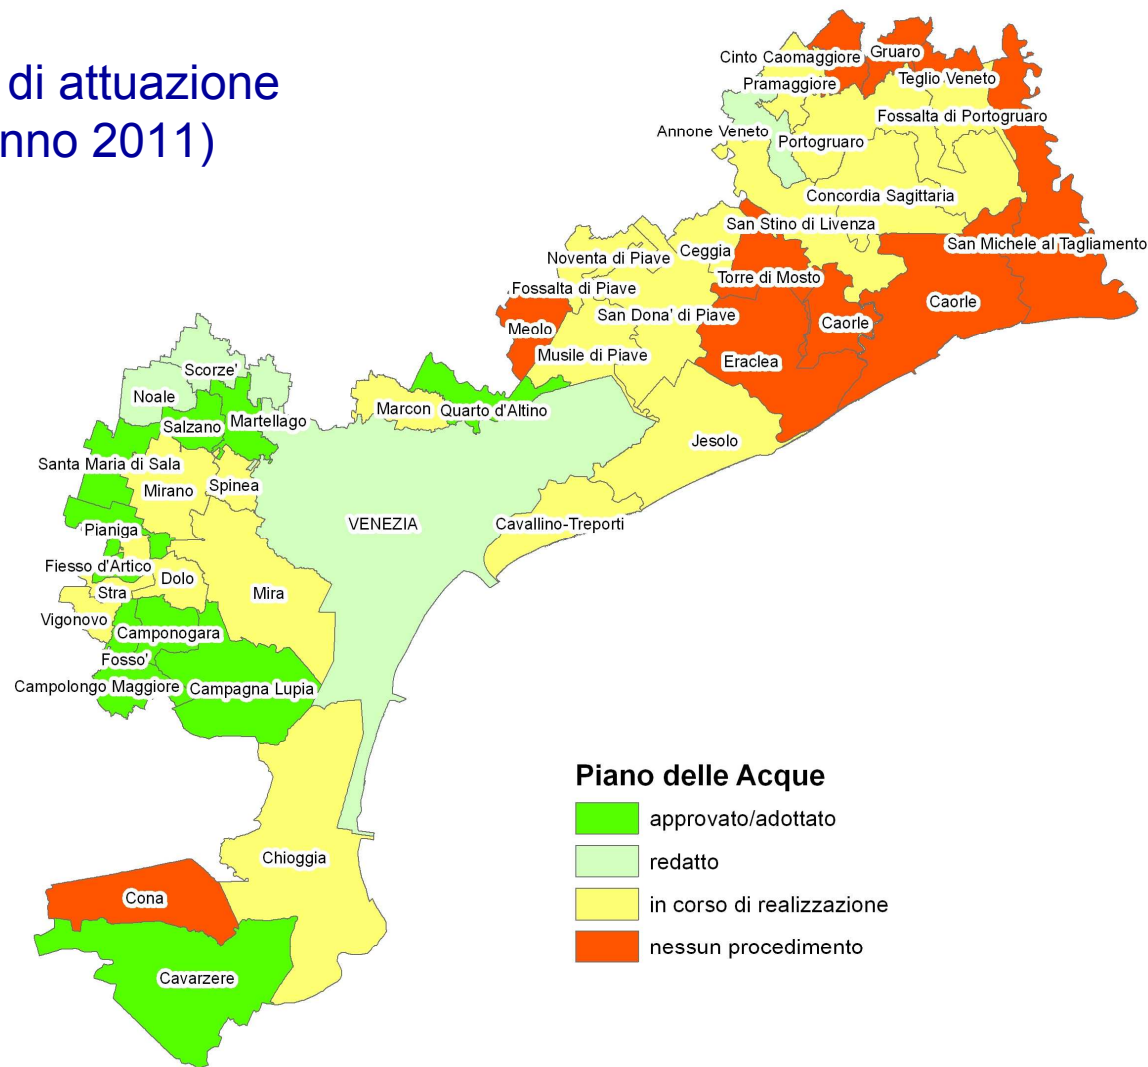 di attuazione
nno 2011)
Cinto Caomaggiore
Gruaro
Pramaggiore
Teglio Veneto
Fossalta di Portogruaro
Annone Veneto
Portogruaro
Concordia Sagittaria
San Stino di Livenza
San Michele al Tagliamento
Ceggia
Noventa di Piave
Torre di Mosto
Fossalta di Piave
Caorle
San Dona' di Piave
Caorle
Meolo
Musile di Piave
Eraclea
Scorze'
Noale
Marcon
Quarto d'Altino
Salzano
Martellago
Jesolo
Santa Maria di Sala
Mirano
Spinea
VENEZIA
Cavallino-Treporti
Pianiga
Fiesso d'Artico
Dolo
Stra
Mira
Vigonovo
Camponogara
Fosso'
Campolongo Maggiore
Campagna Lupia
Chioggia
Cona
Cavarzere
Piano delle Acque
approvato/adottato
redatto
in corso di realizzazione
nessun procedimento